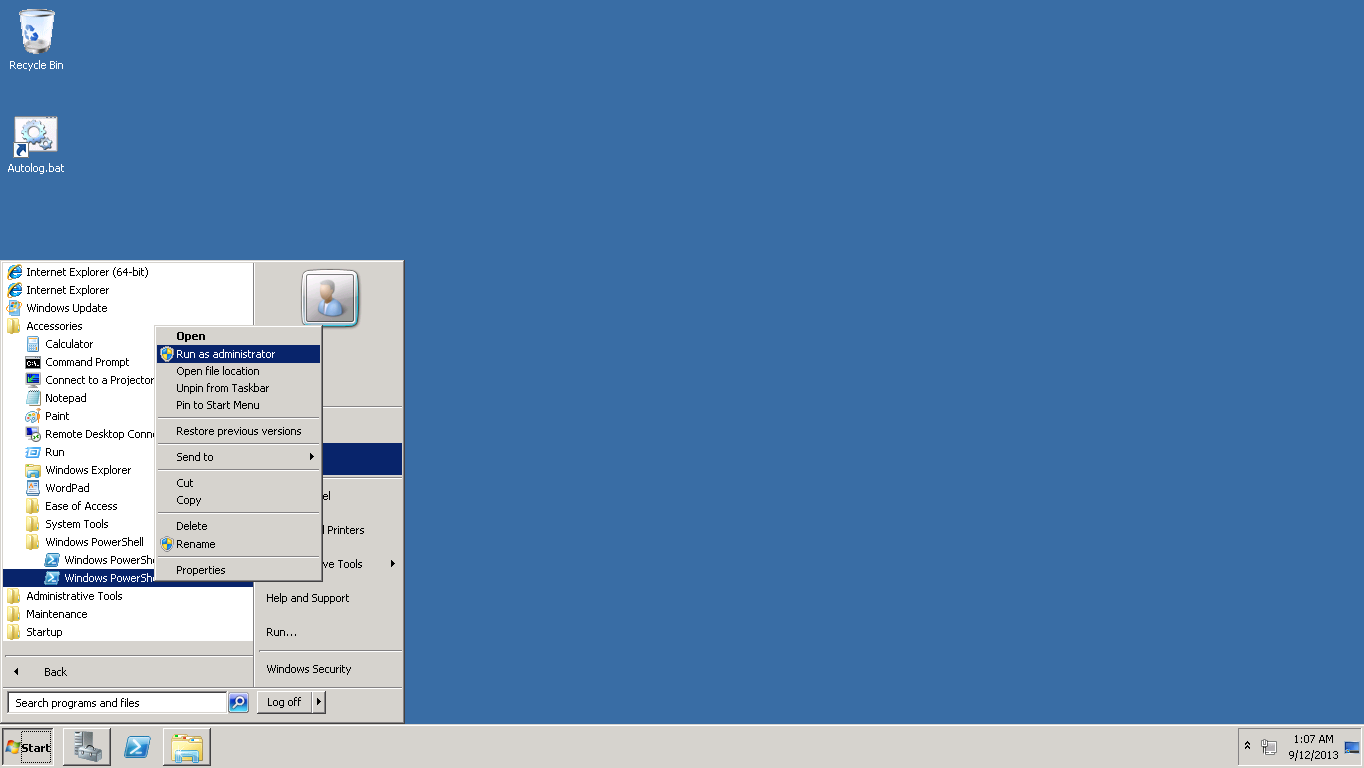 Recycle Bin
Autolog.bat
Internet Explorer (64-bit)
Internet Explorer
Windows Update
Accessories
Calculator
Command Prompt
Connect to a Projector
Notepad
Paint
Remote Desktop Conn
Run
Windows Explorer
WordPad
Ease of Access
System Tools
Windows PowerShell
Windows PowerShe
Windows PowerShe
Administrative Tools
Maintenance
Startup
Back
Search programs and files
Open
Run as administrator
Open file location
Unpin from Taskbar
Pin to Start Menu
Restore previous versions
Send to
Cut
Copy
Delete
Rename
Properties
el
Printers
ve Tools
Help and Support
Run...
Windows Security
Log off
Start
1:07 AM
9/12/2013